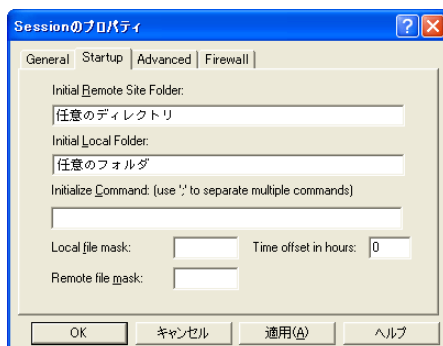 Sessionのプロパティ
General Startup Advanced Firewall
Initial Remote Site Folder:
任意のディレクトリ
Initial Local Folder:
任意のフォルダ
Initialize Command: (use ';' to separate multiple commands)
Local file mask: Time offset in hours: 0
Remote file mask:
OK キャンセル 適用(A) ヘルプ